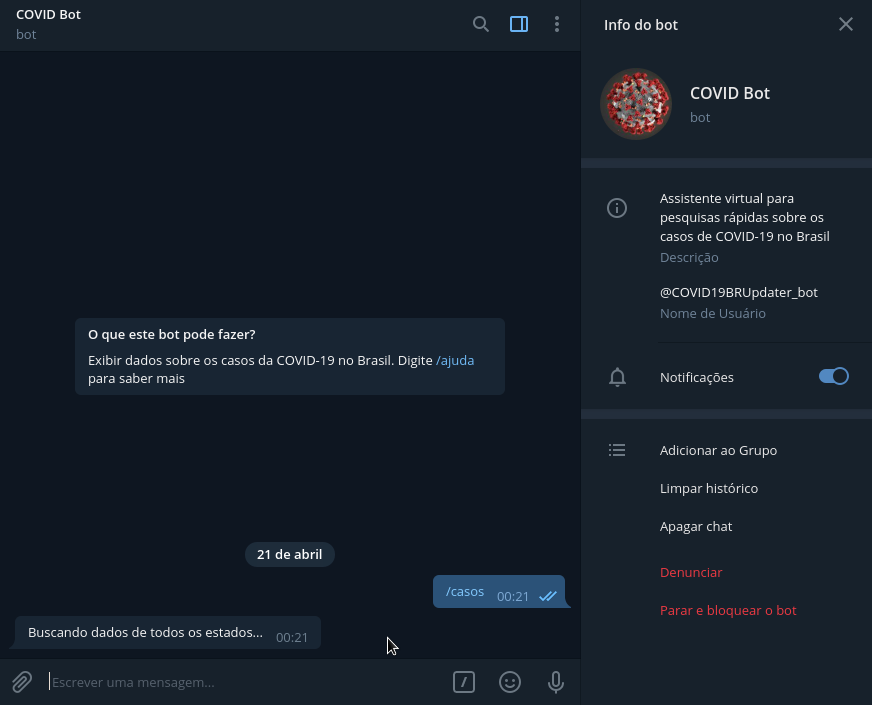 COVID Bot
bot
O que este bot pode fazer?
Exibir dados sobre os casos da COVID-19 no Brasil. Digite /ajuda
para saber mais
21 de abril
/casos 00:21
Buscando dados de todos os estados... 00:21
Escrever uma mensagem...
Info do bot
COVID Bot
bot
Assistente virtual para
pesquisas rápidas sobre os
casos de COVID-19 no Brasil
Descrição
@COVID19BRUpdater_bot
Nome de Usuário
Notificações
Adicionar ao Grupo
Limpar histórico
Apagar chat
Denunciar
Parar e bloquear o bot